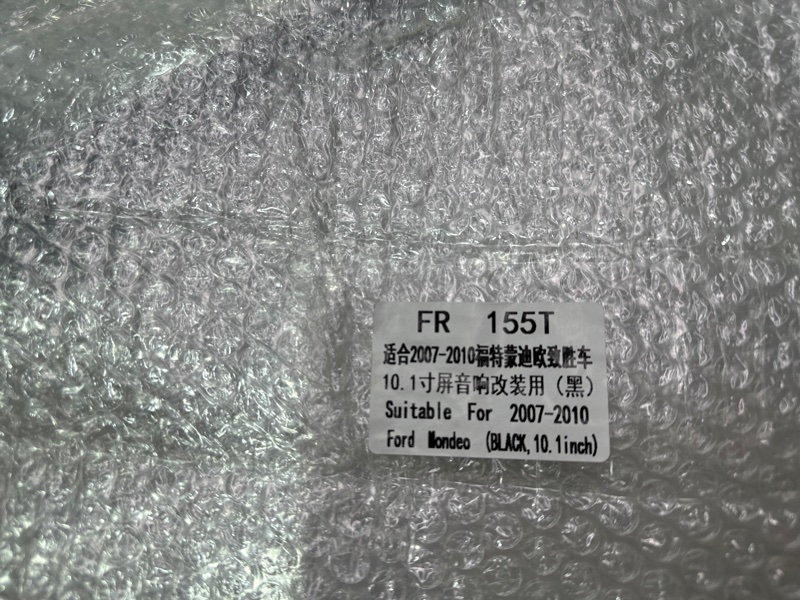 FR 155T
适合2007-2010福特蒙迪欧致胜车
10.1寸屏音响改装用（黑）
Suitable For 2007-2010
Ford Mondeo (BLACK,10.1inch)